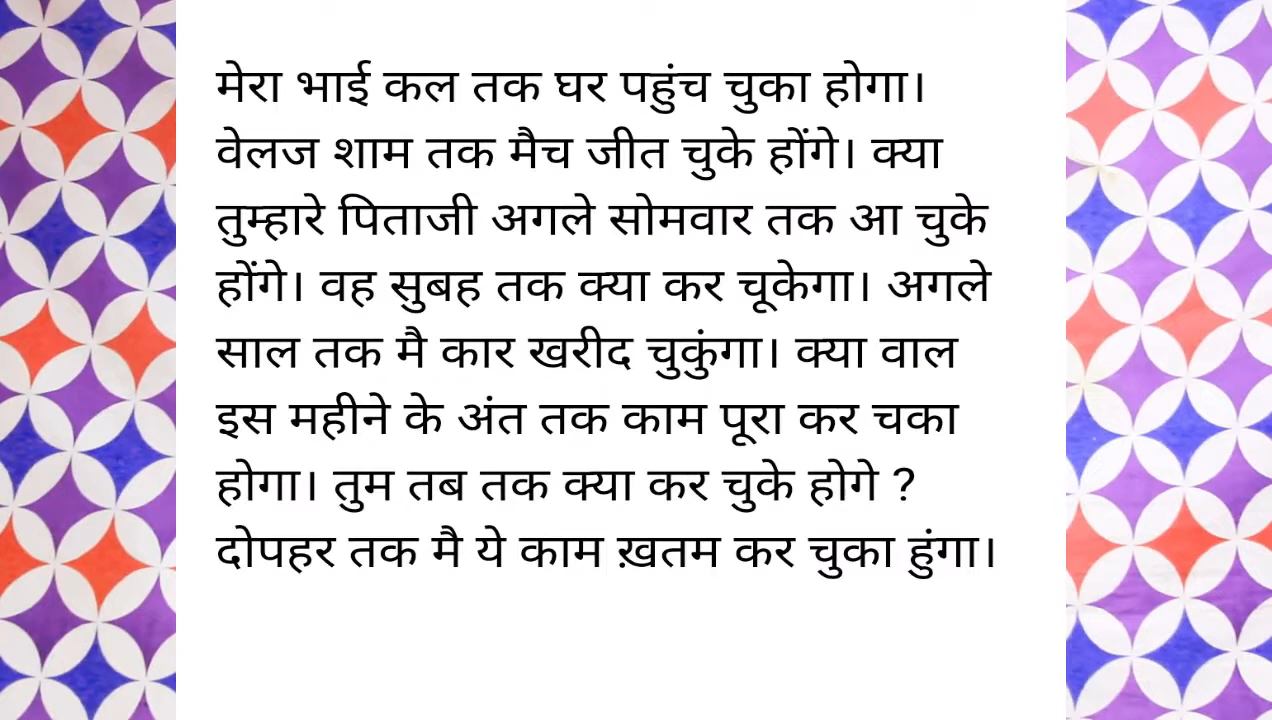 मेरा भाई कल तक घर पहुंच चुका होगा।
वेलज शाम तक मैच जीत चुके होंगे। क्या
तुम्हारे पिताजी अगले सोमवार तक आ चुके
होंगे। वह सुबह तक क्या कर चूकेगा। अगले
साल तक मै कार खरीद चुकुंगा। क्या वाल
इस महीने के अंत तक काम पूरा कर चका
होगा। तुम तब तक क्या कर चुके होगे ?
दोपहर तक मै ये काम ख़तम कर चुका हुंगा।